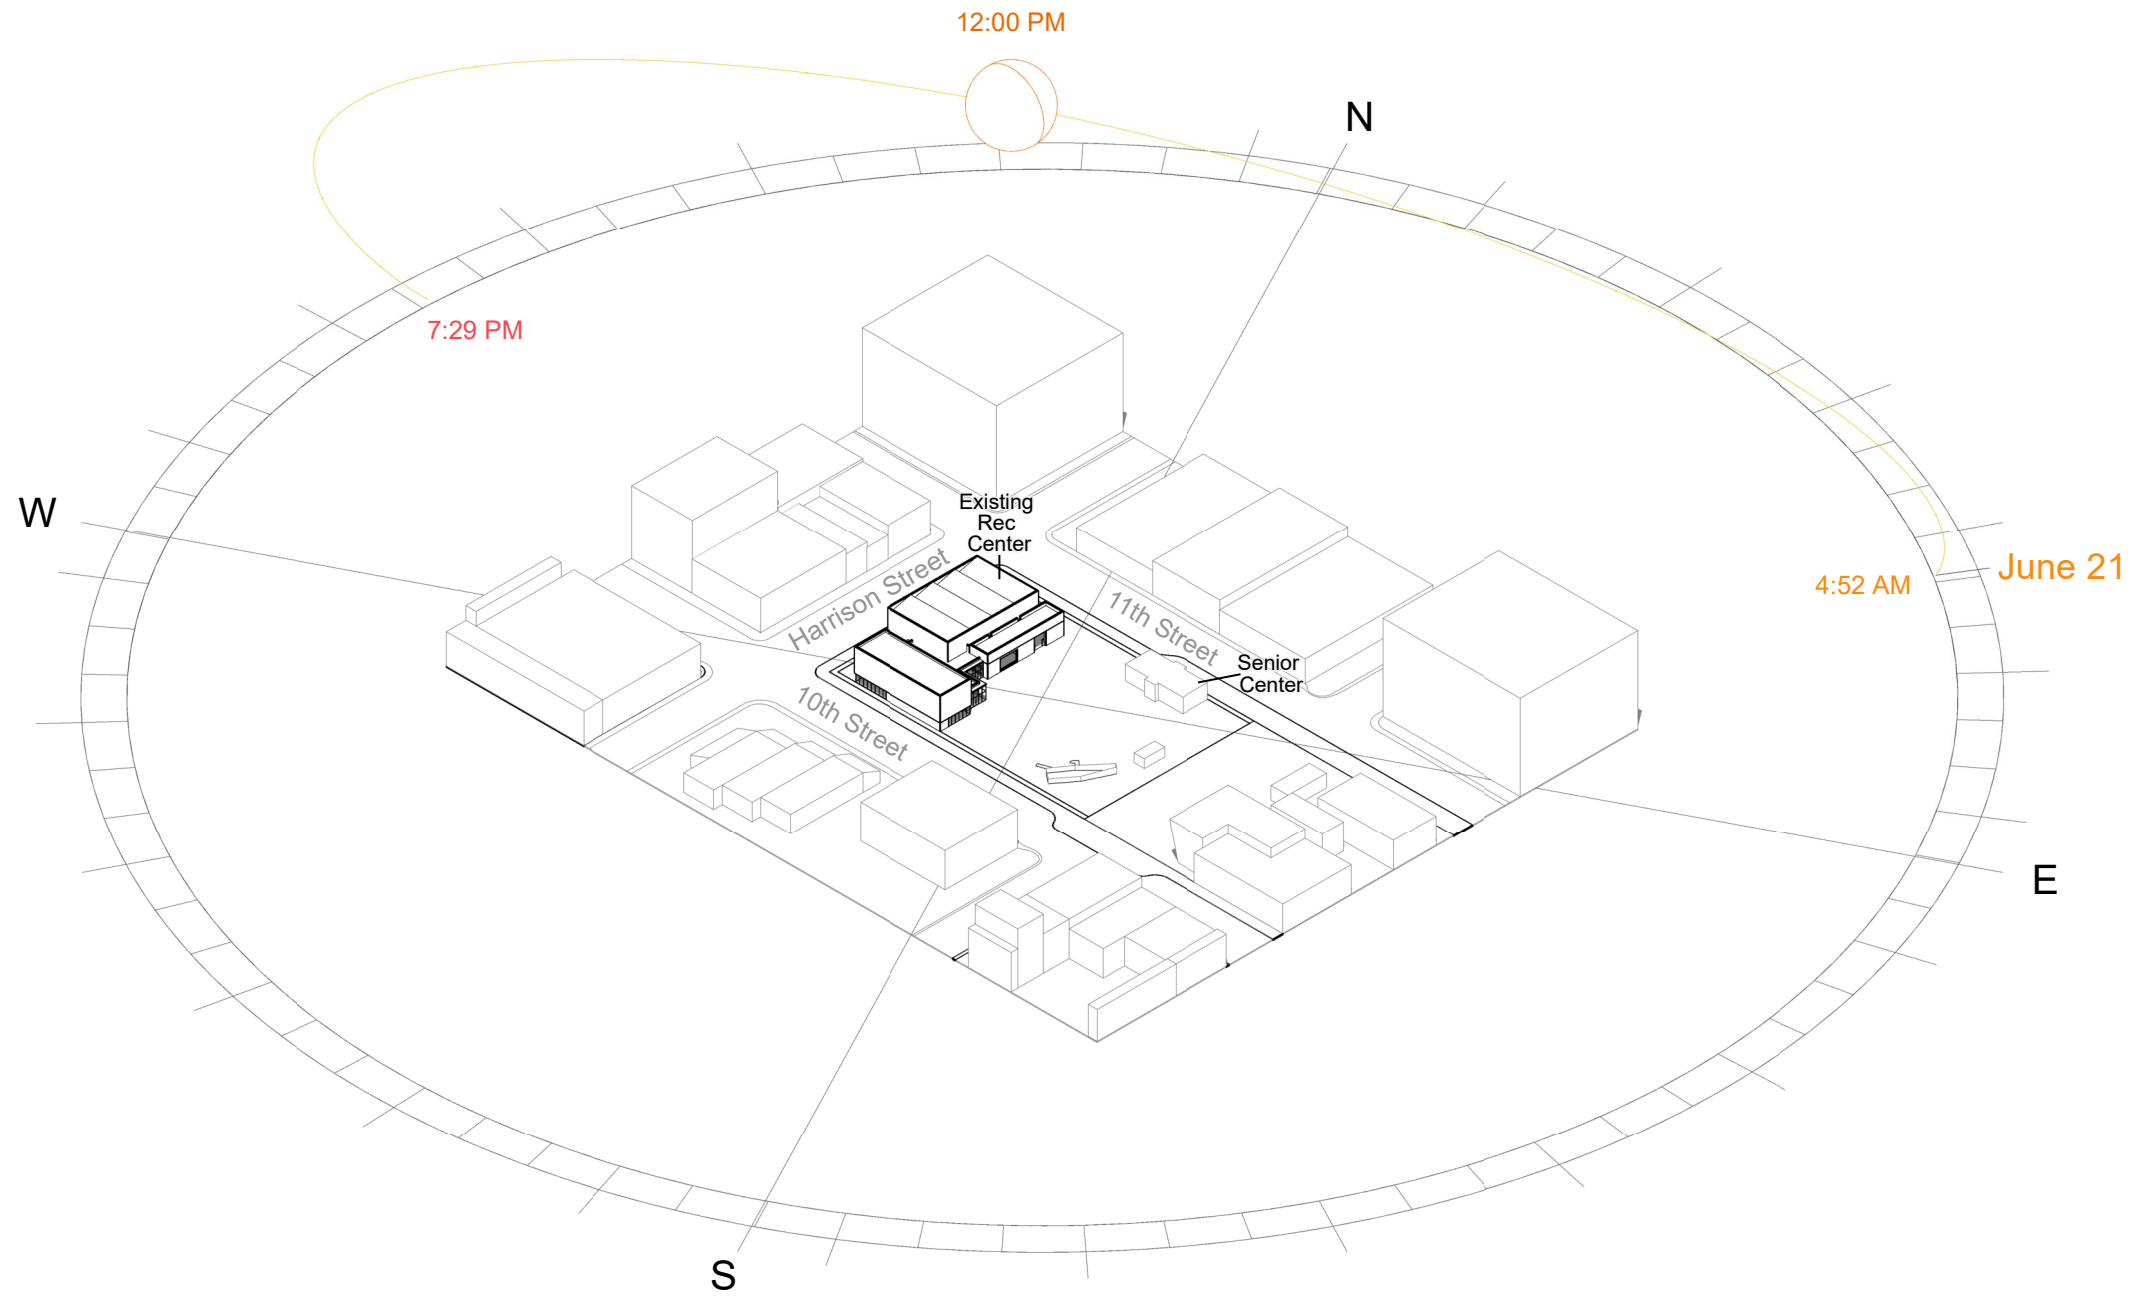 12:00 PM
N
7:29 PM
W
Existing
Rec
Center
Harrison Street
11th Street
June 21
4:52 AM
Senior
Center
10th Street
E
S